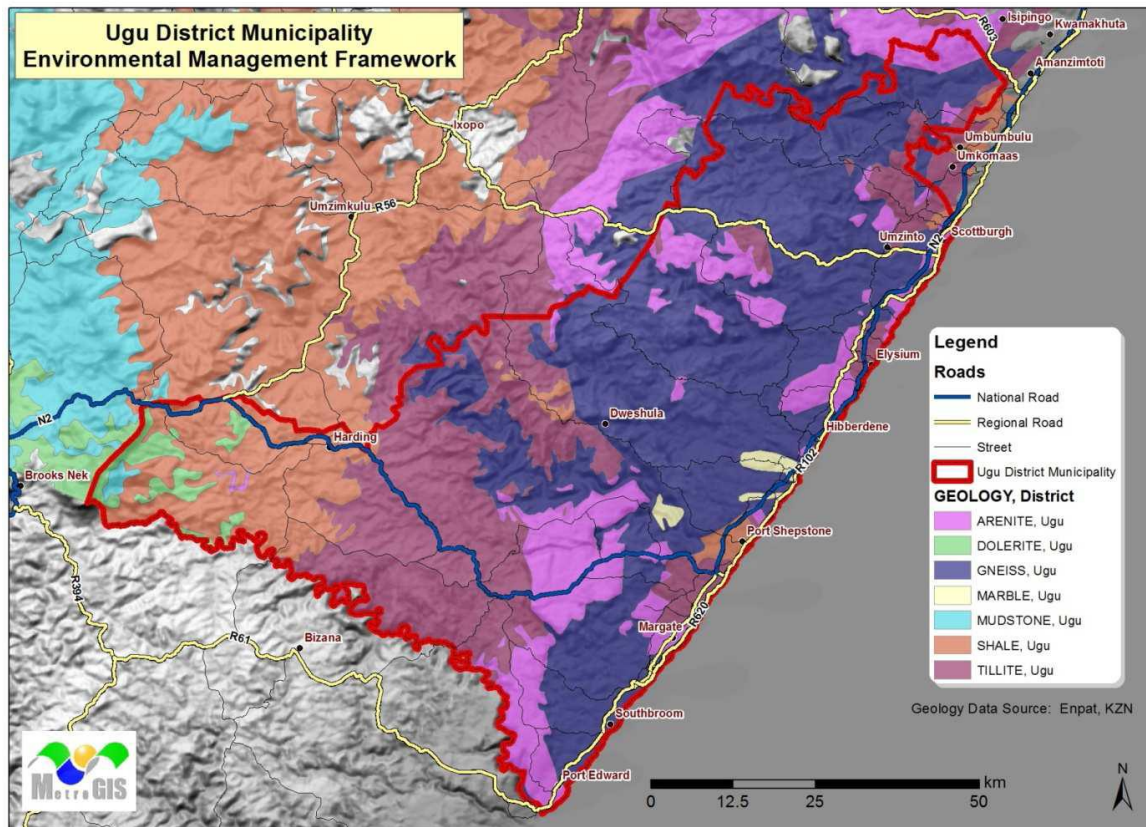 Ugu District Municipality
Environmental Management Framework
Isipingo
R603
Kwamakhuta
Amanzimtoti
Ixopo
Umbumbulu
Umkomaas
Umzimkulu
R56
Scottburgh
Umzinto
N2
Elysium
N2
Dweshula
Hibberdene
Harding
Brooks Nek
R102
Port Shepstone
R394
R620
Margate
R61
Bizana
Southbroom
Port Edward
Legend
Roads
National Road
Regional Road
Street
Ugu District Municipality
GEOLOGY, District
ARENITE, Ugu
DOLERITE, Ugu
GNEISS, Ugu
MARBLE, Ugu
MUDSTONE, Ugu
SHALE, Ugu
TILLITE, Ugu
Geology Data Source: Enpat, KZN
MetroGIS
km
0 12.5 25 50
N